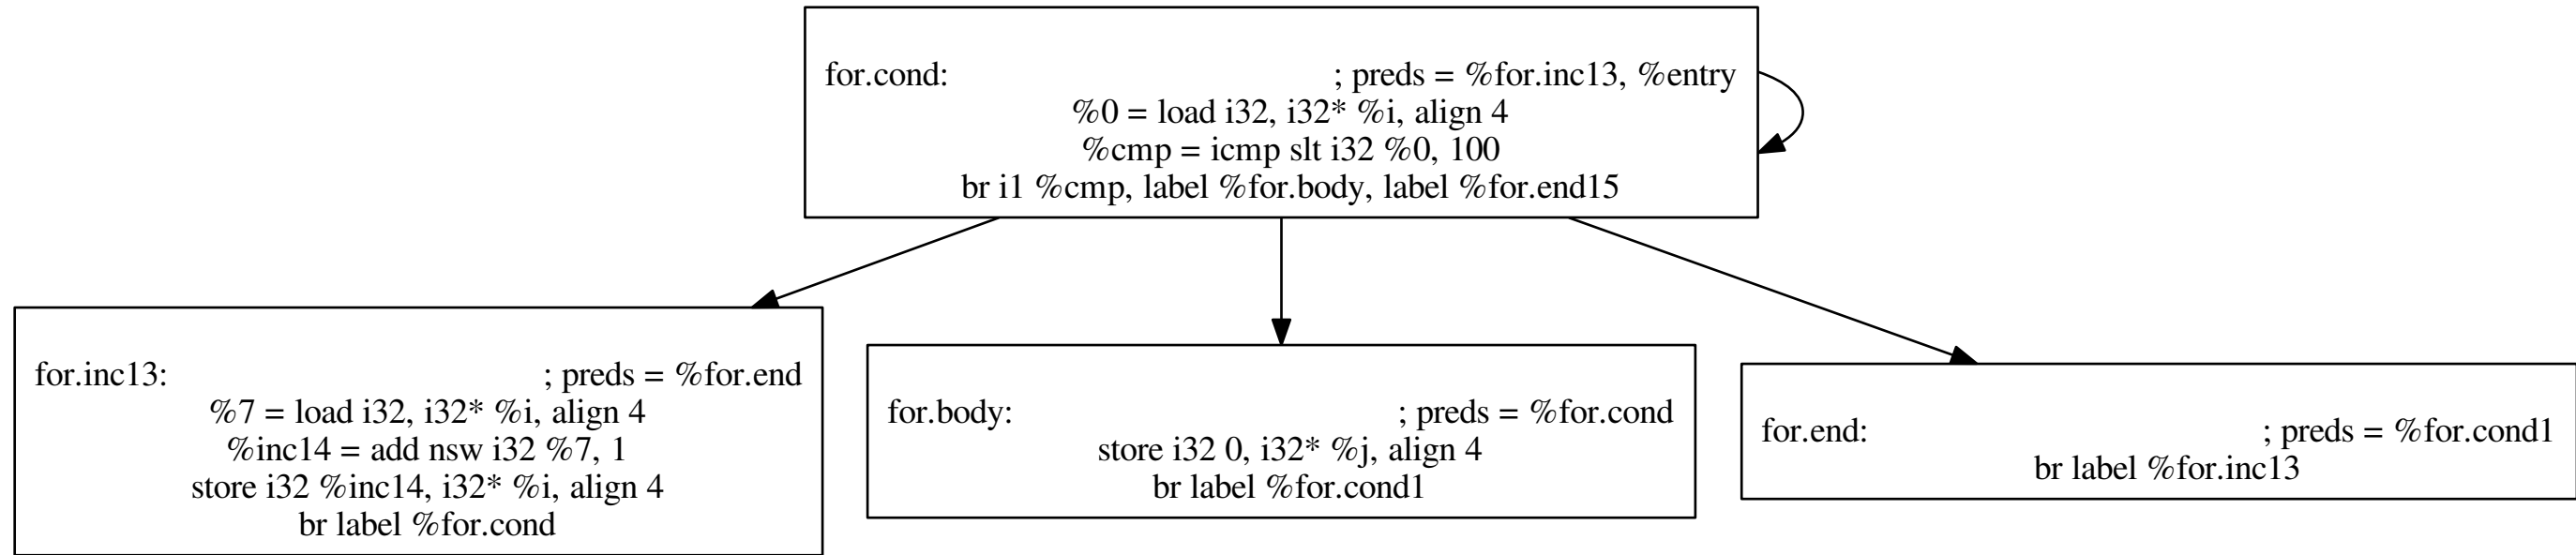 for.cond: ; preds = %for.inc13, %entry
%0 = load i32, i32* %i, align 4
%cmp = icmp slt i32 %0, 100
br i1 %cmp, label %for.body, label %for.end15
for.inc13: ; preds = %for.end
%7 = load i32, i32* %i, align 4
%inc14 = add nsw i32 %7, 1
store i32 %inc14, i32* %i, align 4
br label %for.cond
for.body: ; preds = %for.cond
store i32 0, i32* %j, align 4
br label %for.cond1
for.end: ; preds = %for.cond1
br label %for.inc13